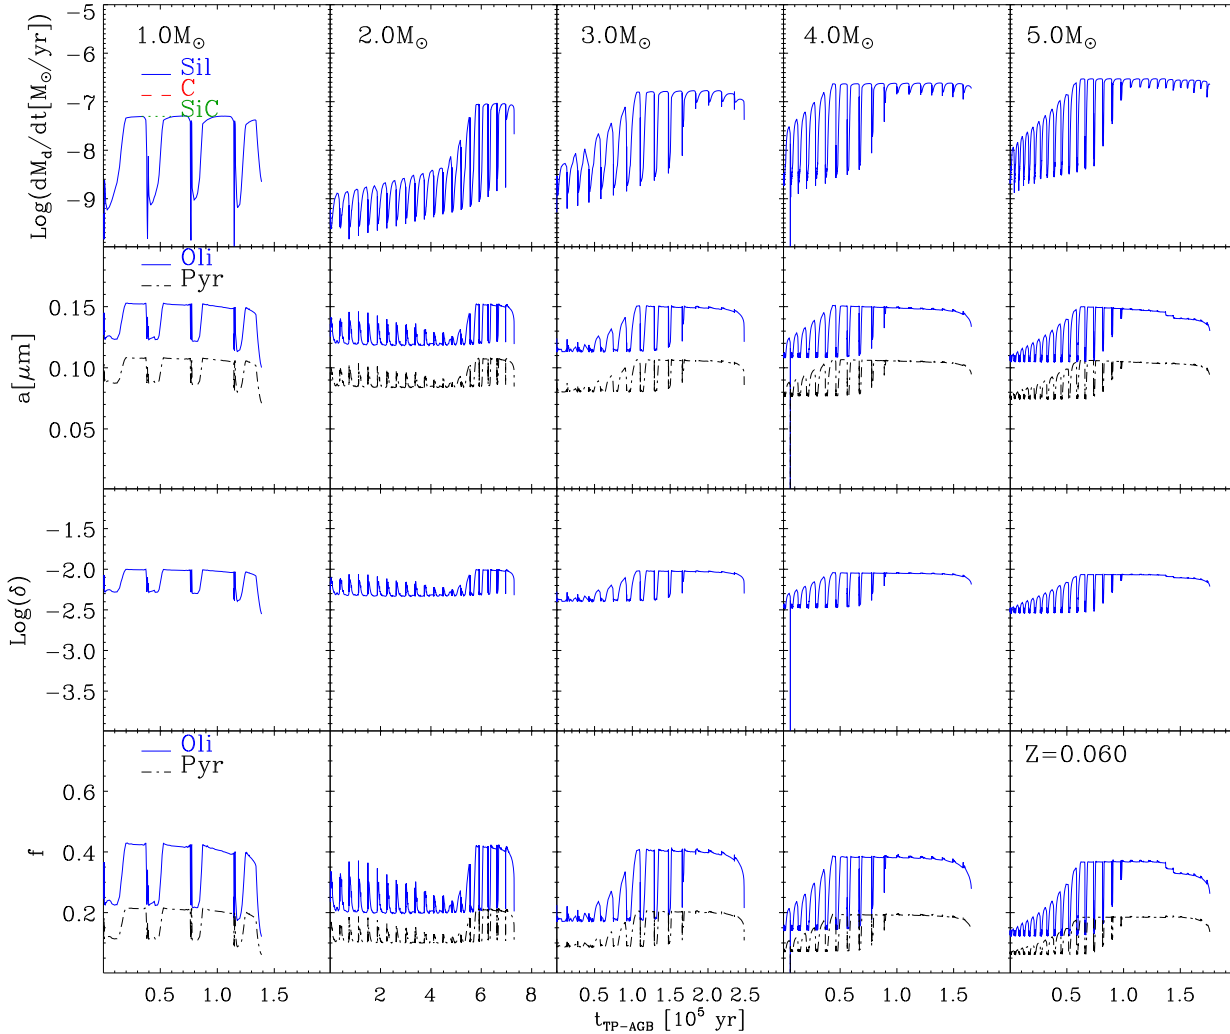 1.0M☉ 2.0M☉ 3.0M☉ 4.0M☉ 5.0M☉
Sil
C
SiC
Log(dM_d/dt[M☉/yr])
−5
−6
−7
−8
−9
Oli
Pyr
a[μm]
0.15
0.10
0.05
Log(δ)
−1.5
−2.0
−2.5
−3.0
−3.5
Oli
Pyr
Z=0.060
f
0.6
0.4
0.2
0.5 1.0 1.5 2 4 6 8 0.5 1.0 1.5 2.0 2.5 0.5 1.0 1.5 0.5 1.0 1.5
t_TP−AGB [10⁵ yr]